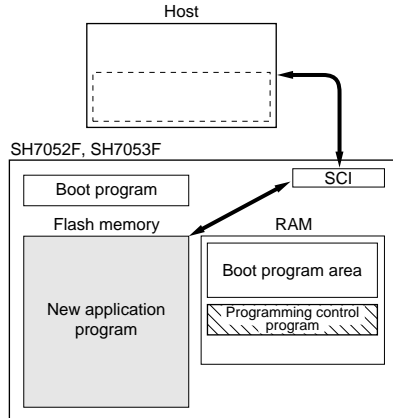 Host
SH7052F, SH7053F
SCI
Boot program
Flash memory
RAM
Boot program area
New application
program
Programming control
program